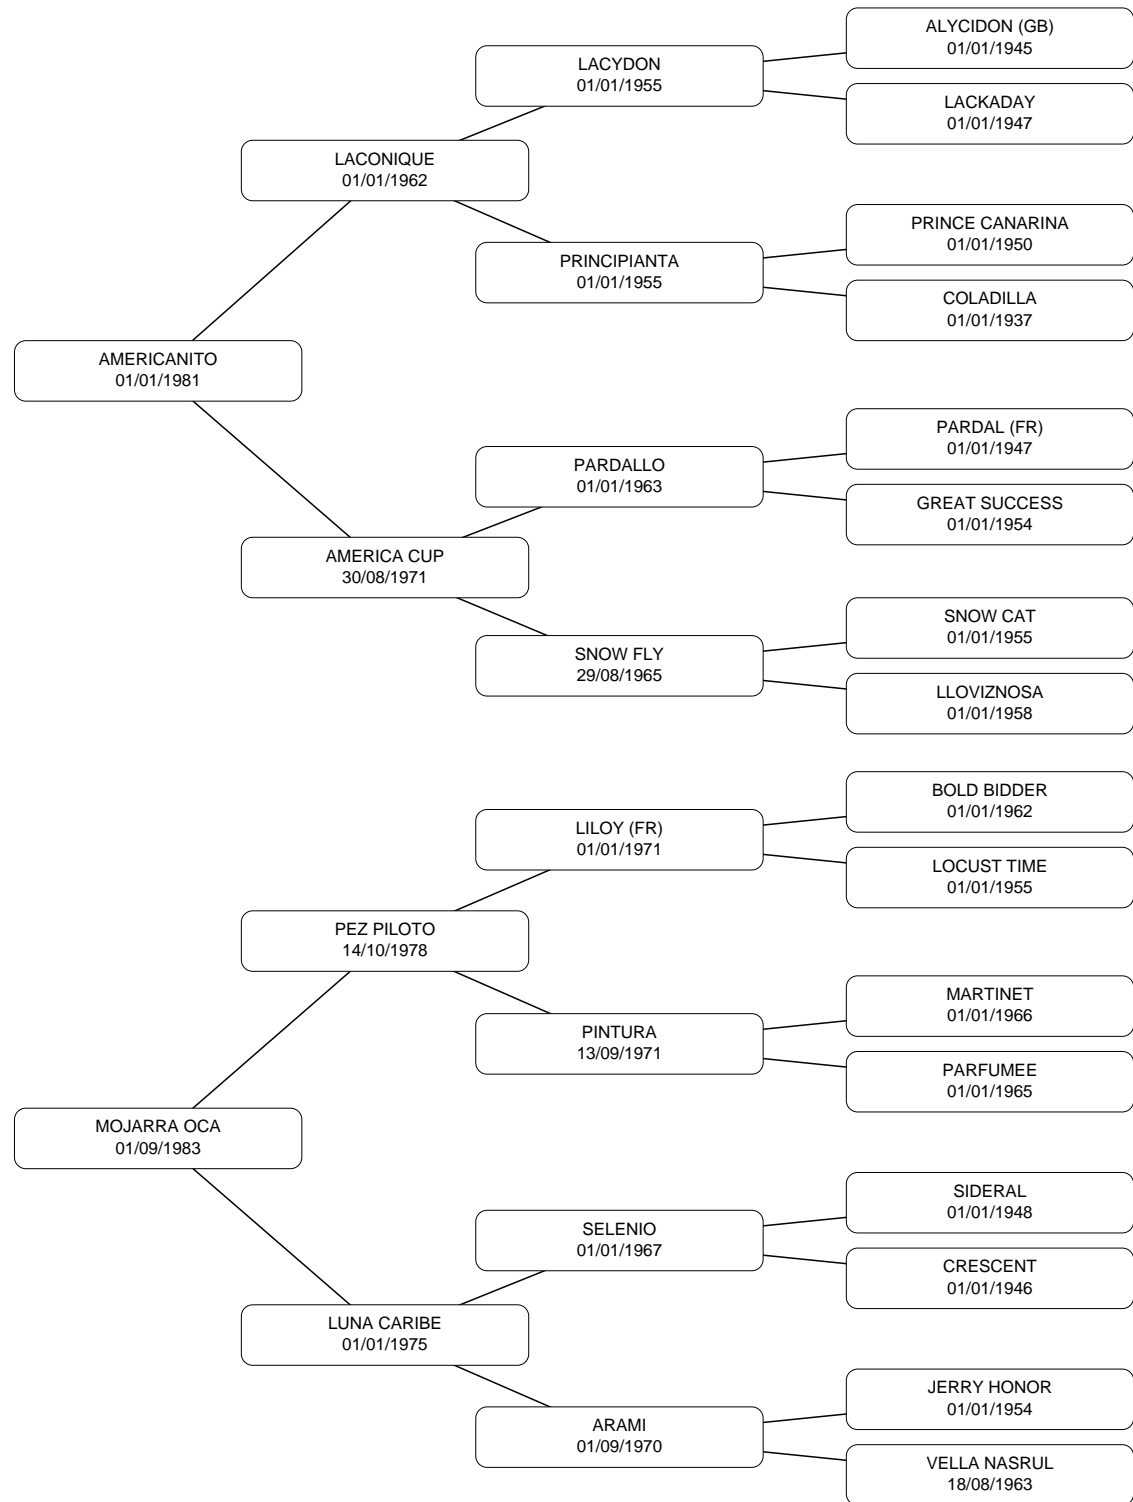 ALYCIDON (GB)
01/01/1945
LACYDON
01/01/1955
LACKADAY
01/01/1947
LACONIQUE
01/01/1962
PRINCE CANARINA
01/01/1950
PRINCIPIANTA
01/01/1955
COLADILLA
01/01/1937
AMERICANITO
01/01/1981
PARDAL (FR)
01/01/1947
PARDALLO
01/01/1963
GREAT SUCCESS
01/01/1954
AMERICA CUP
30/08/1971
SNOW CAT
01/01/1955
SNOW FLY
29/08/1965
LLOVIZNOSA
01/01/1958
BOLD BIDDER
01/01/1962
LILOY (FR)
01/01/1971
LOCUST TIME
01/01/1955
PEZ PILOTO
14/10/1978
MARTINET
01/01/1966
PINTURA
13/09/1971
PARFUMEE
01/01/1965
MOJARRA OCA
01/09/1983
SIDERAL
01/01/1948
SELENIO
01/01/1967
CRESCENT
01/01/1946
LUNA CARIBE
01/01/1975
JERRY HONOR
01/01/1954
ARAMI
01/09/1970
VELLA NASRUL
18/08/1963